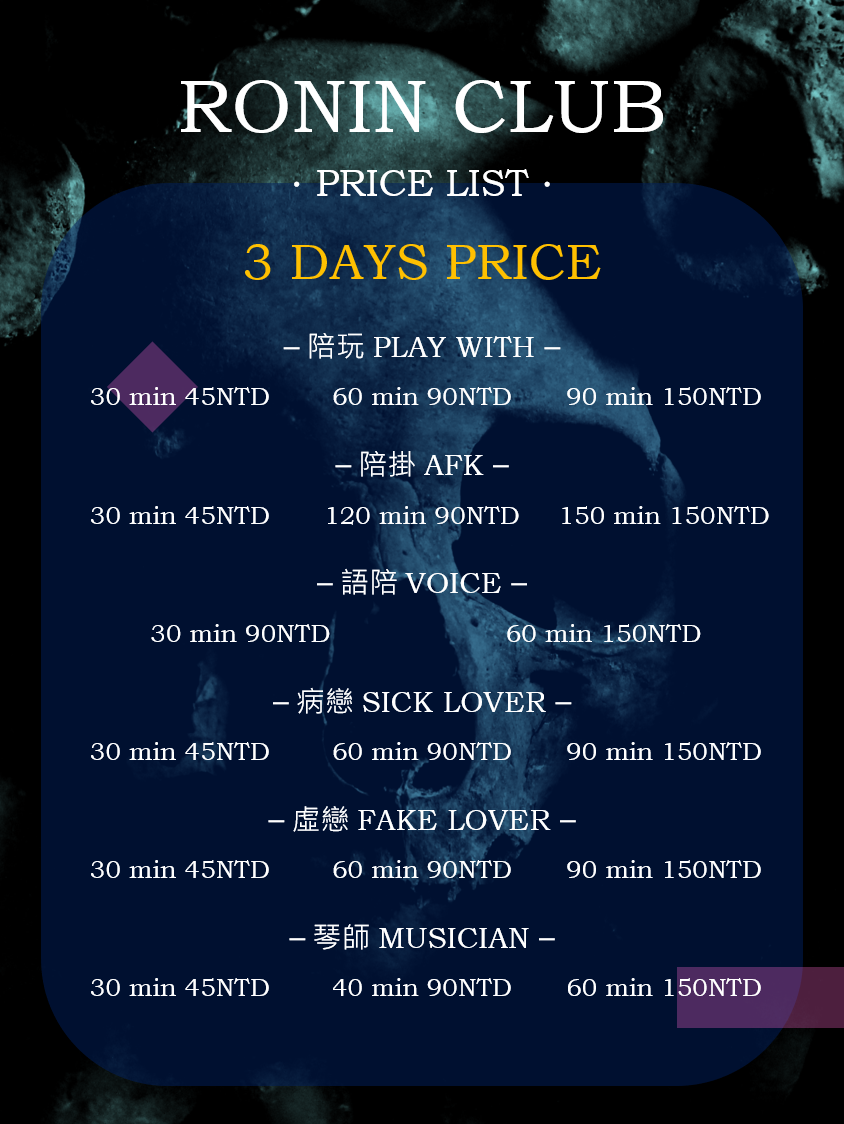 RONIN CLUB
· PRICE LIST ·
3 DAYS PRICE
– 陪玩 PLAY WITH –
30 min 45NTD 60 min 90NTD 90 min 150NTD
– 陪掛 AFK –
30 min 45NTD 120 min 90NTD 150 min 150NTD
– 語陪 VOICE –
30 min 90NTD 60 min 150NTD
– 病戀 SICK LOVER –
30 min 45NTD 60 min 90NTD 90 min 150NTD
– 虛戀 FAKE LOVER –
30 min 45NTD 60 min 90NTD 90 min 150NTD
– 琴師 MUSICIAN –
30 min 45NTD 40 min 90NTD 60 min 150NTD